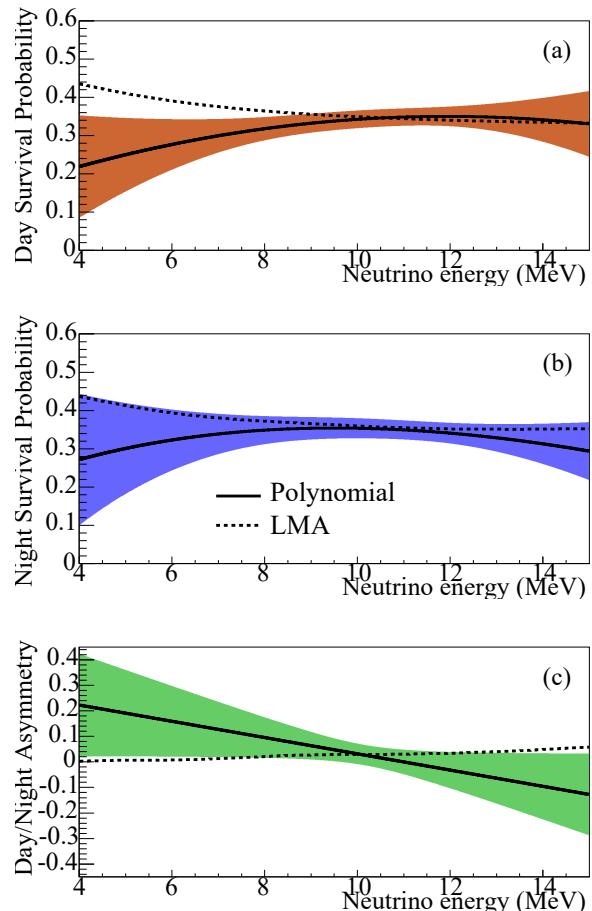 Day Survival Probability
0.6
0.5
0.4
0.3
0.2
0.1
0
(a)
4 6 8 10 12 14
Neutrino energy (MeV)
Night Survival Probability
0.6
0.5
0.4
0.3
0.2
0.1
0
(b)
Polynomial
LMA
4 6 8 10 12 14
Neutrino energy (MeV)
Day/Night Asymmetry
0.4
0.3
0.2
0.1
0
-0.1
-0.2
-0.3
-0.4
(c)
4 6 8 10 12 14
Neutrino energy (MeV)